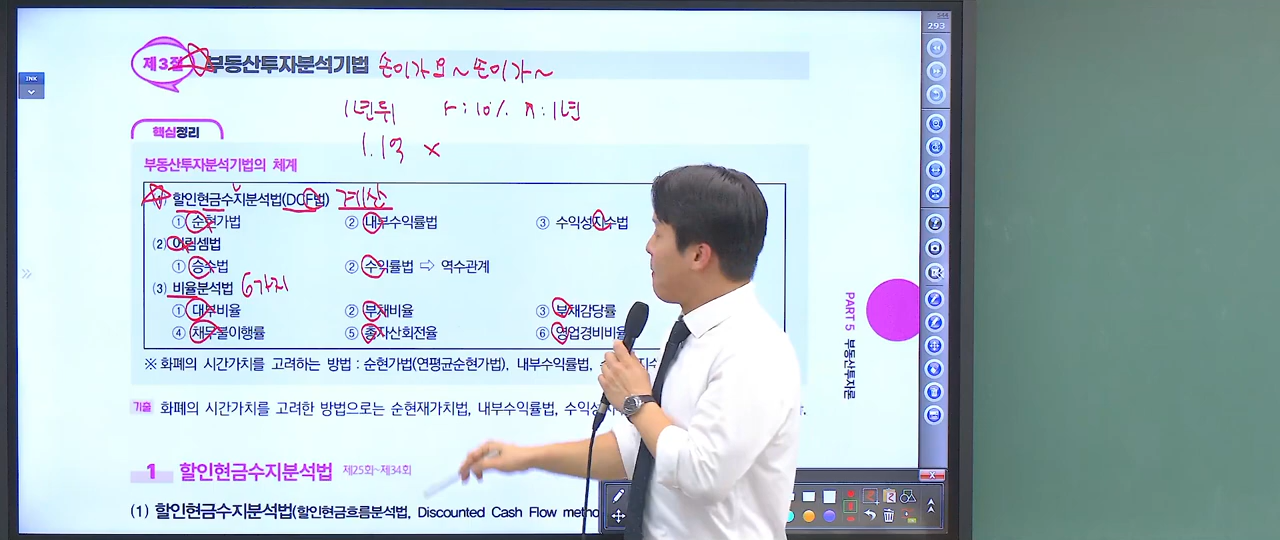 293
INK
제3절 부동산투자분석기법 손이가요~손이가~
1년뒤 r:10% n:1년
핵심정리
1.1억 ×
부동산투자분석기법의 체계
할인현금수지분석법(DCF법) 계산
① 순현가법 ② 내부수익률법 ③ 수익성지수법
(2) 어림셈법
① 승수법 ② 수익률법 ⇨ 역수관계
(3) 비율분석법 6가지
① 대부비율 ② 부채비율 ③ 부채감당률
④ 채무불이행률 ⑤ 총자산회전율 ⑥ 영업경비비율
※ 화폐의 시간가치를 고려하는 방법 : 순현가법(연평균순현가법), 내부수익률법,
기출 화폐의 시간가치를 고려한 방법으로는 순현재가치법, 내부수익률법, 수익성
PART 5 부동산투자론
1 할인현금수지분석법 제25회~제34회
(1) 할인현금수지분석법(할인현금흐름분석법, Discounted Cash Flow